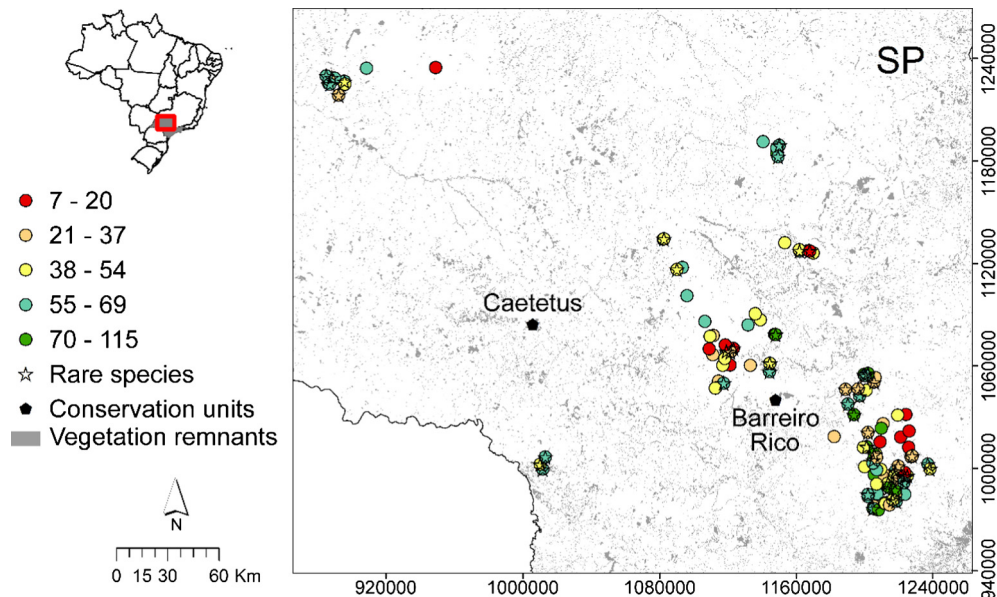 SP
7 - 20
21 - 37
38 - 54
55 - 69
70 - 115
Rare species
Conservation units
Vegetation remnants
N
0 15 30 60 Km
Caetetus
Barreiro
Rico
1240000
1180000
1120000
1060000
1000000
940000
920000 1000000 1080000 1160000 1240000